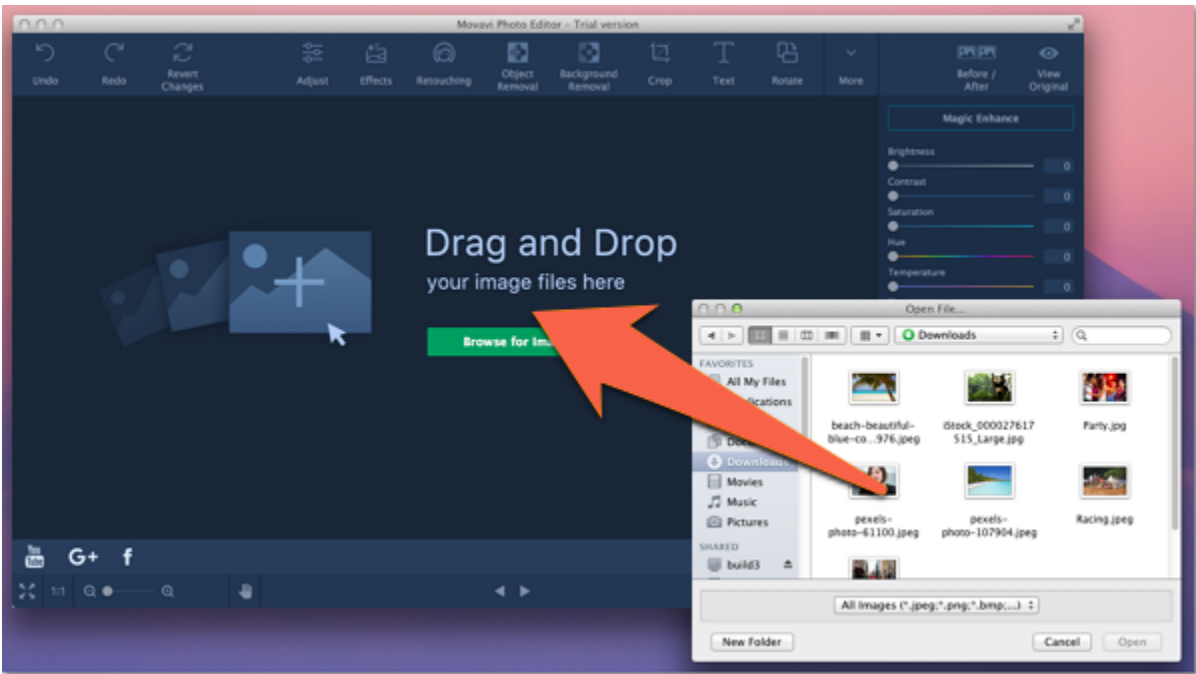 Movavi Photo Editor – Trial version
Undo
Redo
Revert
Changes
Adjust
Effects
Retouching
Object
Removal
Background
Removal
Crop
Text
Rotate
More
Before /
After
View
Original
Magic Enhance
Brightness
0
Contrast
0
Saturation
0
Hue
0
Temperature
0
Drag and Drop
your image files here
Browse for
You
Tube
G+
f
1:1
Open File...
Downloads
FAVORITES
All My Files
Downloads
Movies
Music
Pictures
SHARED
build3
beach-beautiful-
blue-co...976.jpeg
iStock_000027617
515_Large.jpg
Party.jpg
pexels-
photo-61100.jpeg
pexels-
photo-107904.jpeg
Racing.jpeg
All Images (*.jpeg;*.png;*.bmp;...)
New Folder
Cancel
Open